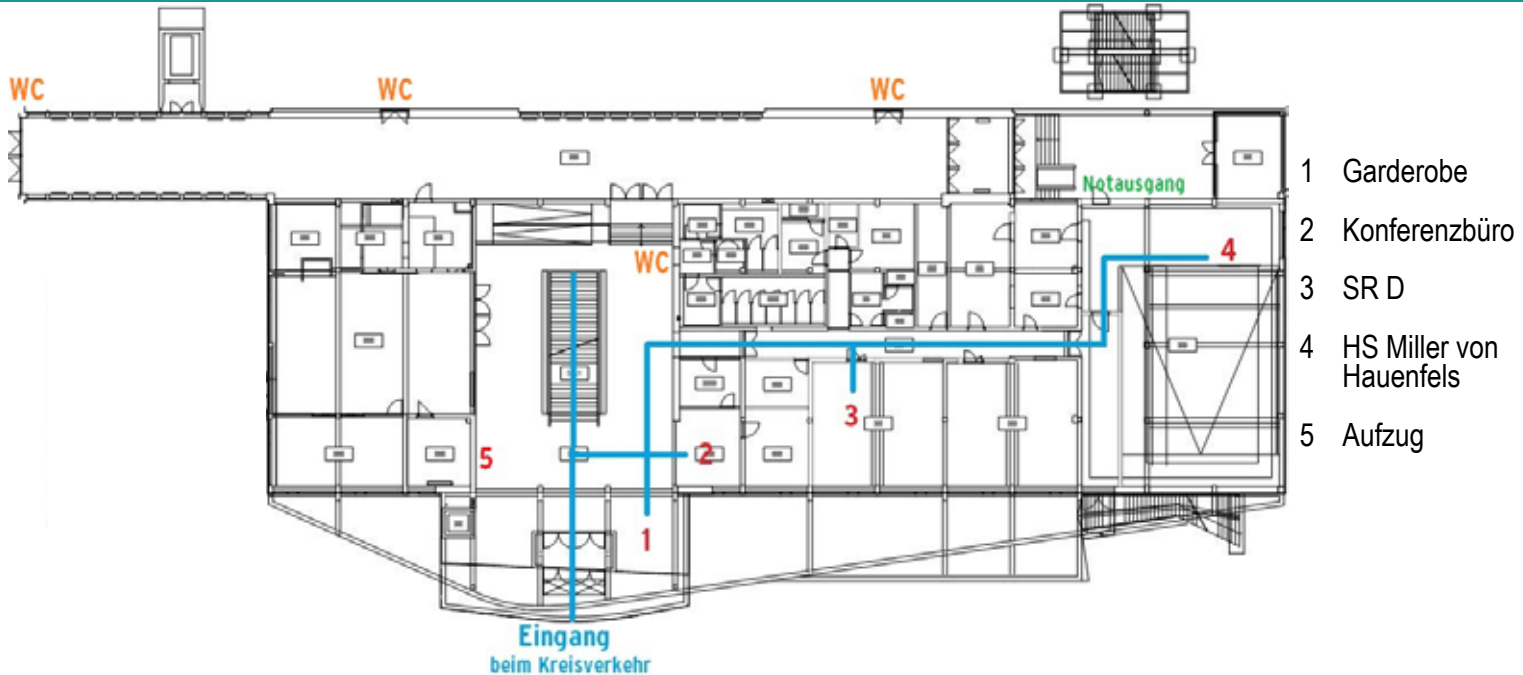 WC
WC
WC
Notausgang
WC
4
3
2
5
1
Eingang
beim Kreisverkehr
1 Garderobe
2 Konferenzbüro
3 SR D
4 HS Miller von
Hauenfels
5 Aufzug